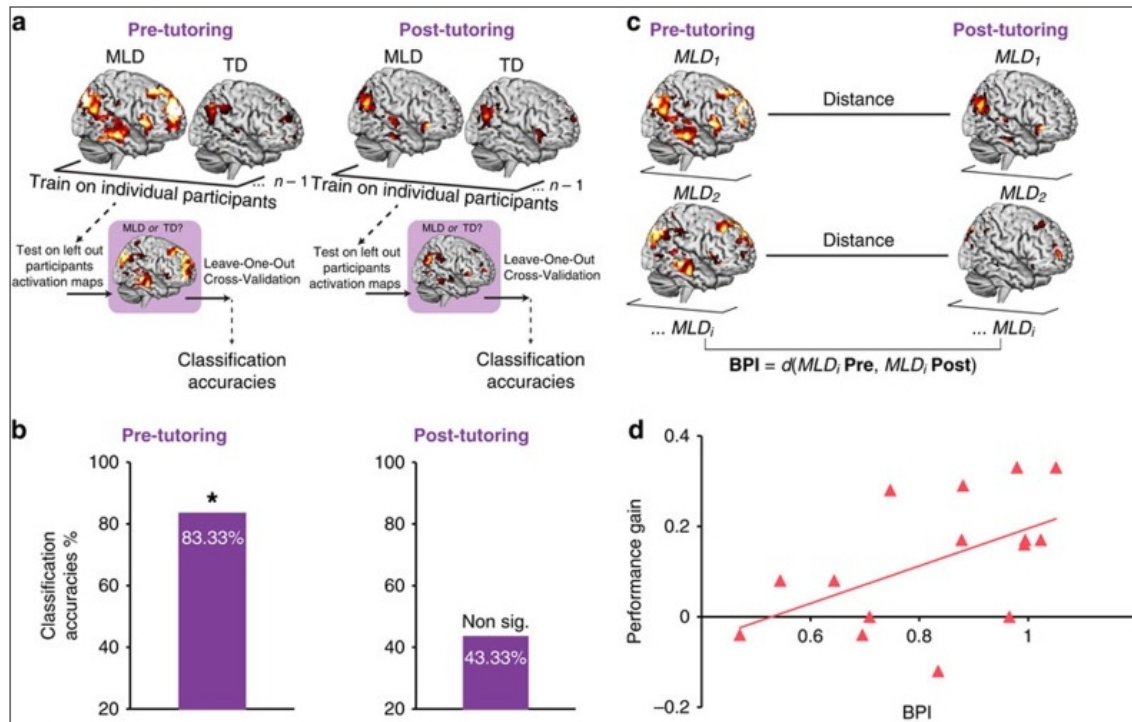 a
Pre-tutoring
Post-tutoring
MLD
TD
MLD
TD
... n – 1
Train on individual participants
... n – 1
Train on individual participants
MLD or TD?
Test on left out
participants
activation maps
Leave-One-Out
Cross-Validation
Classification
accuracies
MLD or TD?
Test on left out
participants
activation maps
Leave-One-Out
Cross-Validation
Classification
accuracies
c
Pre-tutoring
Post-tutoring
MLD1
MLD1
Distance
MLD2
MLD2
Distance
... MLDi
... MLDi
BPI = d(MLDi Pre, MLDi Post)
b
Pre-tutoring
Post-tutoring
Classification
accuracies %
100
80
60
40
20
*
83.33%
100
80
60
40
20
Non sig.
43.33%
d
Performance gain
0.4
0.2
0
–0.2
0.6
0.8
1
BPI